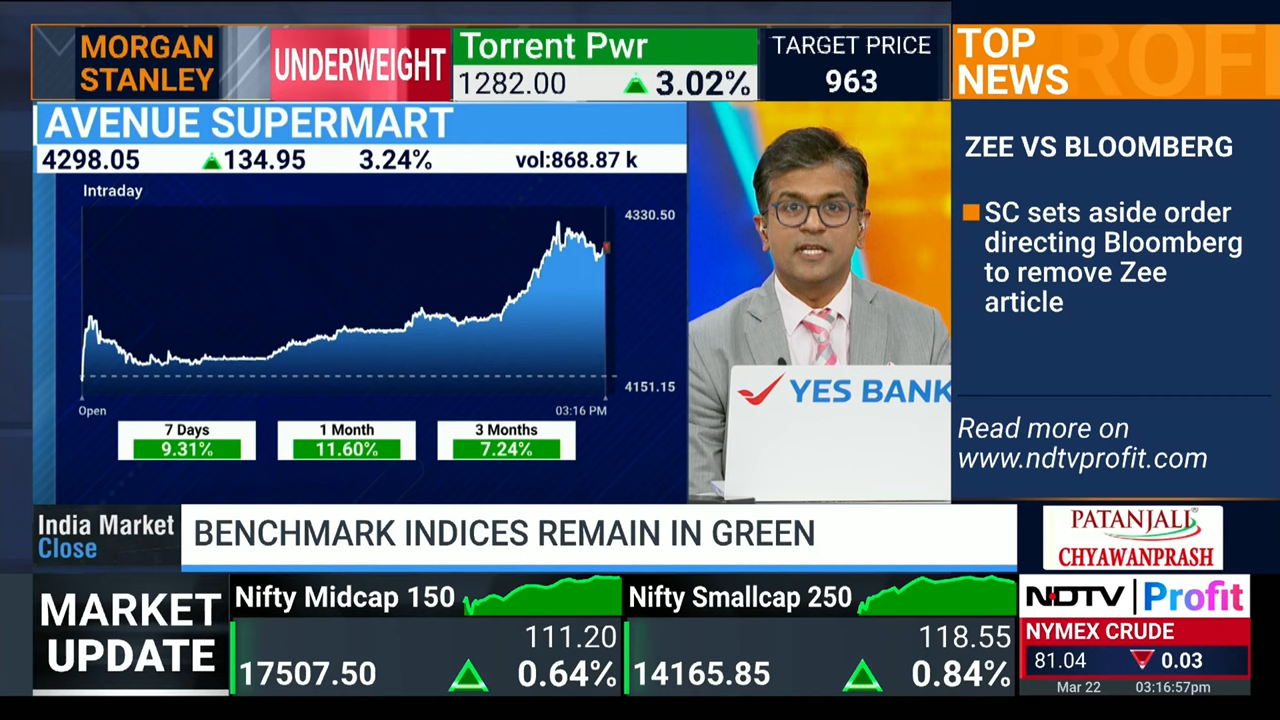 MORGAN
STANLEY
UNDERWEIGHT
Torrent Pwr
1282.00 3.02%
TARGET PRICE
963
TOP
NEWS
AVENUE SUPERMART
4298.05 134.95 3.24% vol:868.87 k
Intraday
4330.50
4151.15
Open 03:16 PM
7 Days
9.31%
1 Month
11.60%
3 Months
7.24%
YES BANK
ZEE VS BLOOMBERG
SC sets aside order
directing Bloomberg
to remove Zee
article
Read more on
www.ndtvprofit.com
India Market
Close
BENCHMARK INDICES REMAIN IN GREEN
PATANJALI
CHYAWANPRASH
MARKET
UPDATE
Nifty Midcap 150
111.20
17507.50 0.64%
Nifty Smallcap 250
118.55
14165.85 0.84%
NDTV Profit
NYMEX CRUDE
81.04 0.03
Mar 22 03:16:57pm